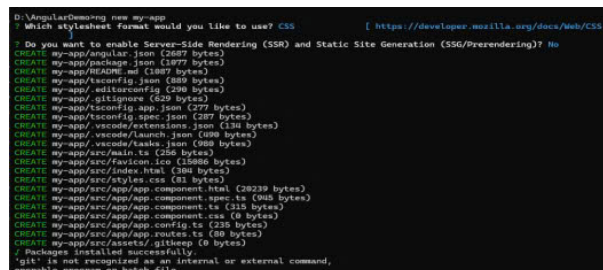 D:\AngularDemo>ng new my-app
? Which stylesheet format would you like to use? CSS [ https://developer.mozilla.org/docs/Web/CSS
]
? Do you want to enable Server-Side Rendering (SSR) and Static Site Generation (SSG/Prerendering)? No
CREATE my-app/angular.json (2687 bytes)
CREATE my-app/package.json (1077 bytes)
CREATE my-app/README.md (1087 bytes)
CREATE my-app/tsconfig.json (889 bytes)
CREATE my-app/.editorconfig (290 bytes)
CREATE my-app/.gitignore (629 bytes)
CREATE my-app/tsconfig.app.json (277 bytes)
CREATE my-app/tsconfig.spec.json (287 bytes)
CREATE my-app/.vscode/extensions.json (134 bytes)
CREATE my-app/.vscode/launch.json (490 bytes)
CREATE my-app/.vscode/tasks.json (980 bytes)
CREATE my-app/src/main.ts (256 bytes)
CREATE my-app/src/favicon.ico (15086 bytes)
CREATE my-app/src/index.html (304 bytes)
CREATE my-app/src/styles.css (81 bytes)
CREATE my-app/src/app/app.component.html (20239 bytes)
CREATE my-app/src/app/app.component.spec.ts (945 bytes)
CREATE my-app/src/app/app.component.ts (315 bytes)
CREATE my-app/src/app/app.component.css (0 bytes)
CREATE my-app/src/app/app.config.ts (235 bytes)
CREATE my-app/src/app/app.routes.ts (80 bytes)
CREATE my-app/src/assets/.gitkeep (0 bytes)
√ Packages installed successfully.
'git' is not recognized as an internal or external command,
operable program or batch file.